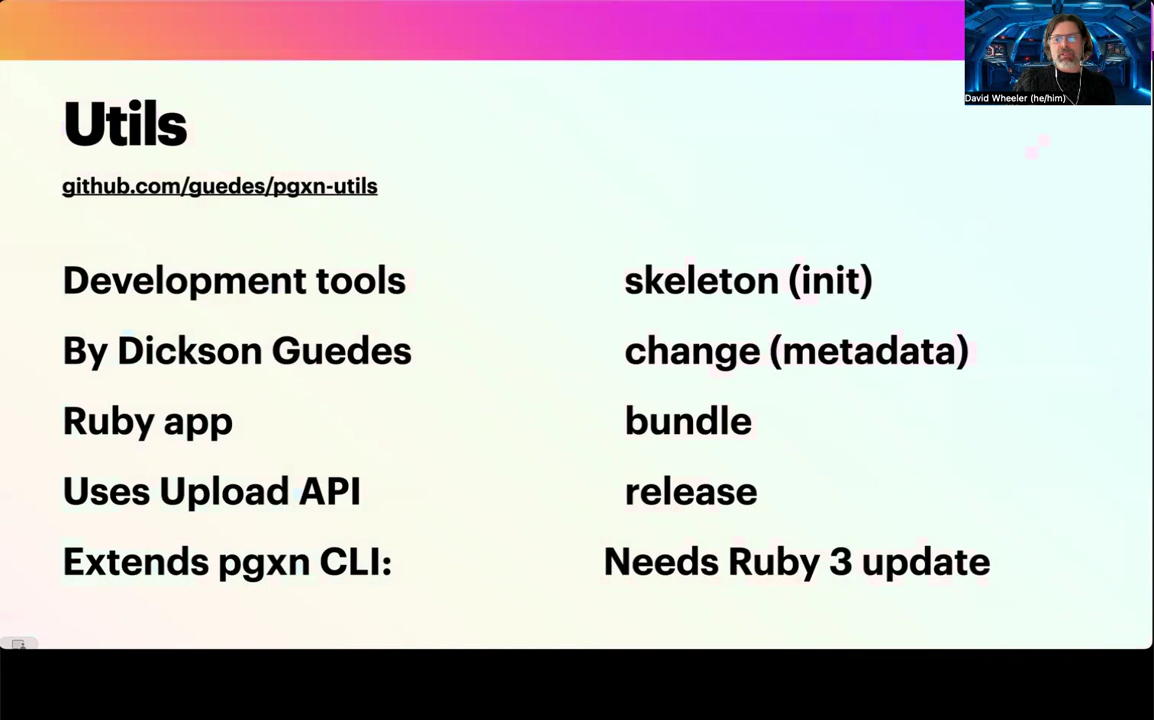 Utils
github.com/guedes/pgxn-utils
Development tools
By Dickson Guedes
Ruby app
Uses Upload API
Extends pgxn CLI:
skeleton (init)
change (metadata)
bundle
release
Needs Ruby 3 update
David Wheeler (he/him)